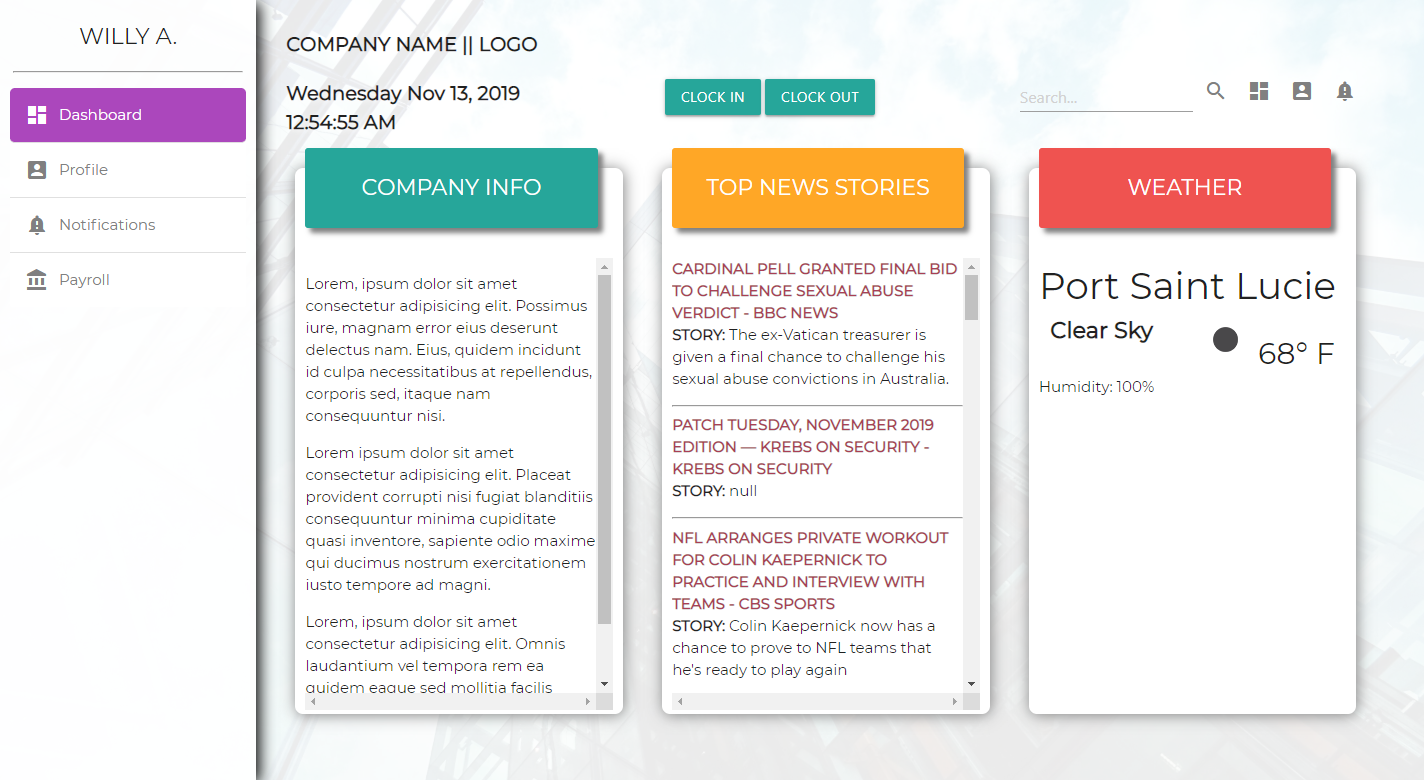 WILLY A.
Dashboard
Profile
Notifications
Payroll
COMPANY NAME || LOGO
Wednesday Nov 13, 2019
12:54:55 AM
CLOCK IN
CLOCK OUT
Search...
COMPANY INFO
Lorem, ipsum dolor sit amet
consectetur adipisicing elit. Possimus
iure, magnam error eius deserunt
delectus nam. Eius, quidem incidunt
id culpa necessitatibus at repellendus,
corporis sed, itaque nam
consequuntur nisi.
Lorem ipsum dolor sit amet
consectetur adipisicing elit. Placeat
provident corrupti nisi fugiat blanditiis
consequuntur minima cupiditate
quasi inventore, sapiente odio maxime
qui ducimus nostrum exercitationem
iusto tempore ad magni.
Lorem, ipsum dolor sit amet
consectetur adipisicing elit. Omnis
laudantium vel tempora rem ea
quidem eaque sed mollitia facilis
TOP NEWS STORIES
CARDINAL PELL GRANTED FINAL BID
TO CHALLENGE SEXUAL ABUSE
VERDICT - BBC NEWS
STORY: The ex-Vatican treasurer is
given a final chance to challenge his
sexual abuse convictions in Australia.
PATCH TUESDAY, NOVEMBER 2019
EDITION — KREBS ON SECURITY -
KREBS ON SECURITY
STORY: null
NFL ARRANGES PRIVATE WORKOUT
FOR COLIN KAEPERNICK TO
PRACTICE AND INTERVIEW WITH
TEAMS - CBS SPORTS
STORY: Colin Kaepernick now has a
chance to prove to NFL teams that
he's ready to play again
WEATHER
Port Saint Lucie
Clear Sky
68° F
Humidity: 100%